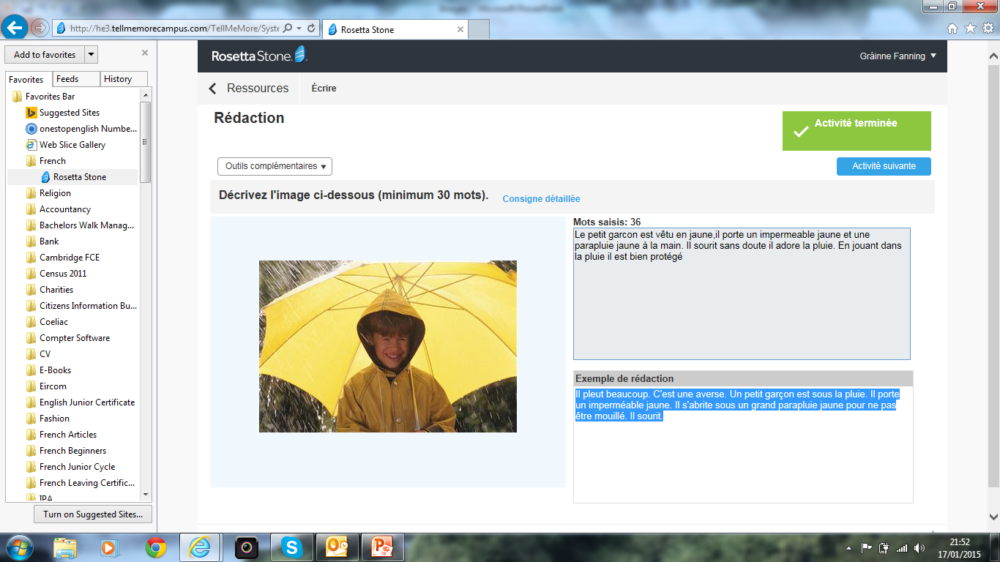 http://he3.tellmemorecampus.com/TellMeMore/Syste
Rosetta Stone
Add to favorites
Favorites Feeds History
Favorites Bar
Suggested Sites
onestopenglish Numbe...
Web Slice Gallery
French
Rosetta Stone
Religion
Accountancy
Bachelors Walk Manag...
Bank
Cambridge FCE
Census 2011
Charities
Citizens Information Bu...
Coeliac
Compter Software
CV
E-Books
Eircom
English Junior Certificate
Fashion
French Articles
French Beginners
French Junior Cycle
French Leaving Certific...
IPA
Turn on Suggested Sites...
RosettaStone
Gráinne Fanning
Ressources
Écrire
Rédaction
Activité terminée
Outils complémentaires
Activité suivante
Décrivez l'image ci-dessous (minimum 30 mots).
Consigne détaillée
Mots saisis: 36
Le petit garcon est vêtu en jaune,il porte un impermeable jaune et une
parapluie jaune à la main. Il sourit sans doute il adore la pluie. En jouant dans
la pluie il est bien protégé
Exemple de rédaction
Il pleut beaucoup. C'est une averse. Un petit garçon est sous la pluie. Il porte
un imperméable jaune. Il s'abrite sous un grand parapluie jaune pour ne pas
être mouillé. Il sourit.
21:52
17/01/2015